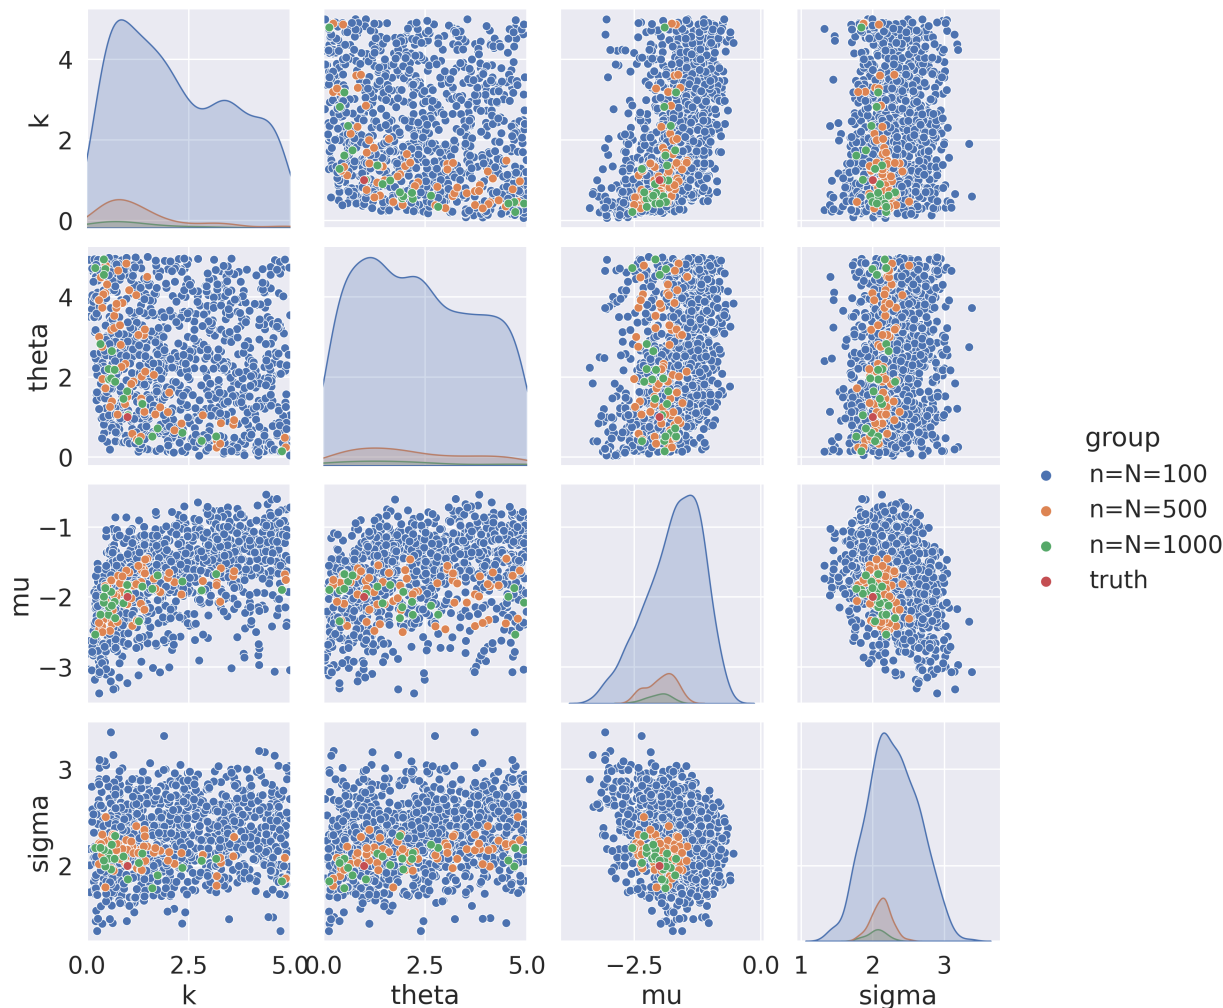 4
2
0
k
4
2
0
theta
−1
−2
−3
mu
3
2
sigma
0.0 2.5 5.0
k
0.0 2.5 5.0
theta
−2.5 0.0
mu
1 2 3
sigma
group
n=N=100
n=N=500
n=N=1000
truth